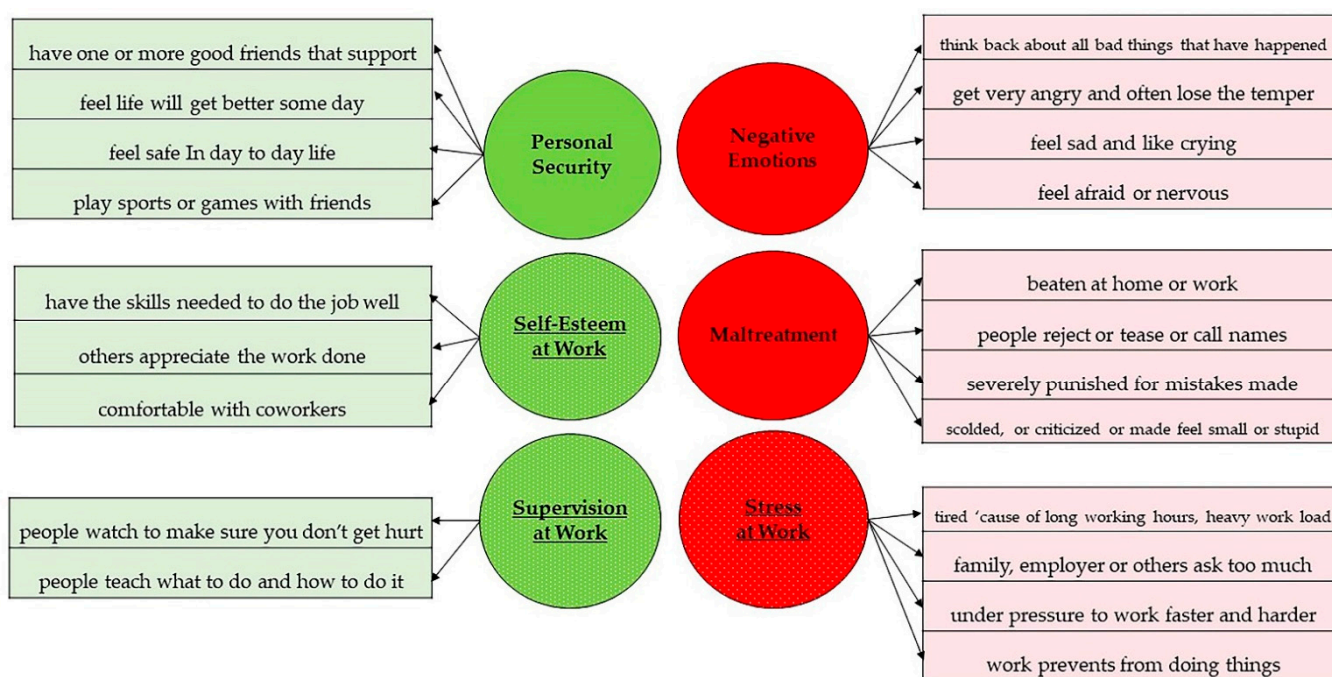 have one or more good friends that support
feel life will get better some day
feel safe In day to day life
play sports or games with friends
Personal
Security
Negative
Emotions
think back about all bad things that have happened
get very angry and often lose the temper
feel sad and like crying
feel afraid or nervous
have the skills needed to do the job well
others appreciate the work done
comfortable with coworkers
Self-Esteem
at Work
Maltreatment
beaten at home or work
people reject or tease or call names
severely punished for mistakes made
scolded, or criticized or made feel small or stupid
people watch to make sure you don't get hurt
people teach what to do and how to do it
Supervision
at Work
Stress
at Work
tired 'cause of long working hours, heavy work load
family, employer or others ask too much
under pressure to work faster and harder
work prevents from doing things